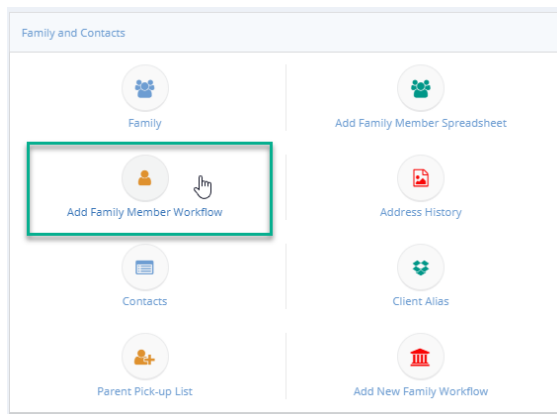 Family and Contacts
Family
Add Family Member Spreadsheet
Add Family Member Workflow
Address History
Contacts
Client Alias
Parent Pick-up List
Add New Family Workflow